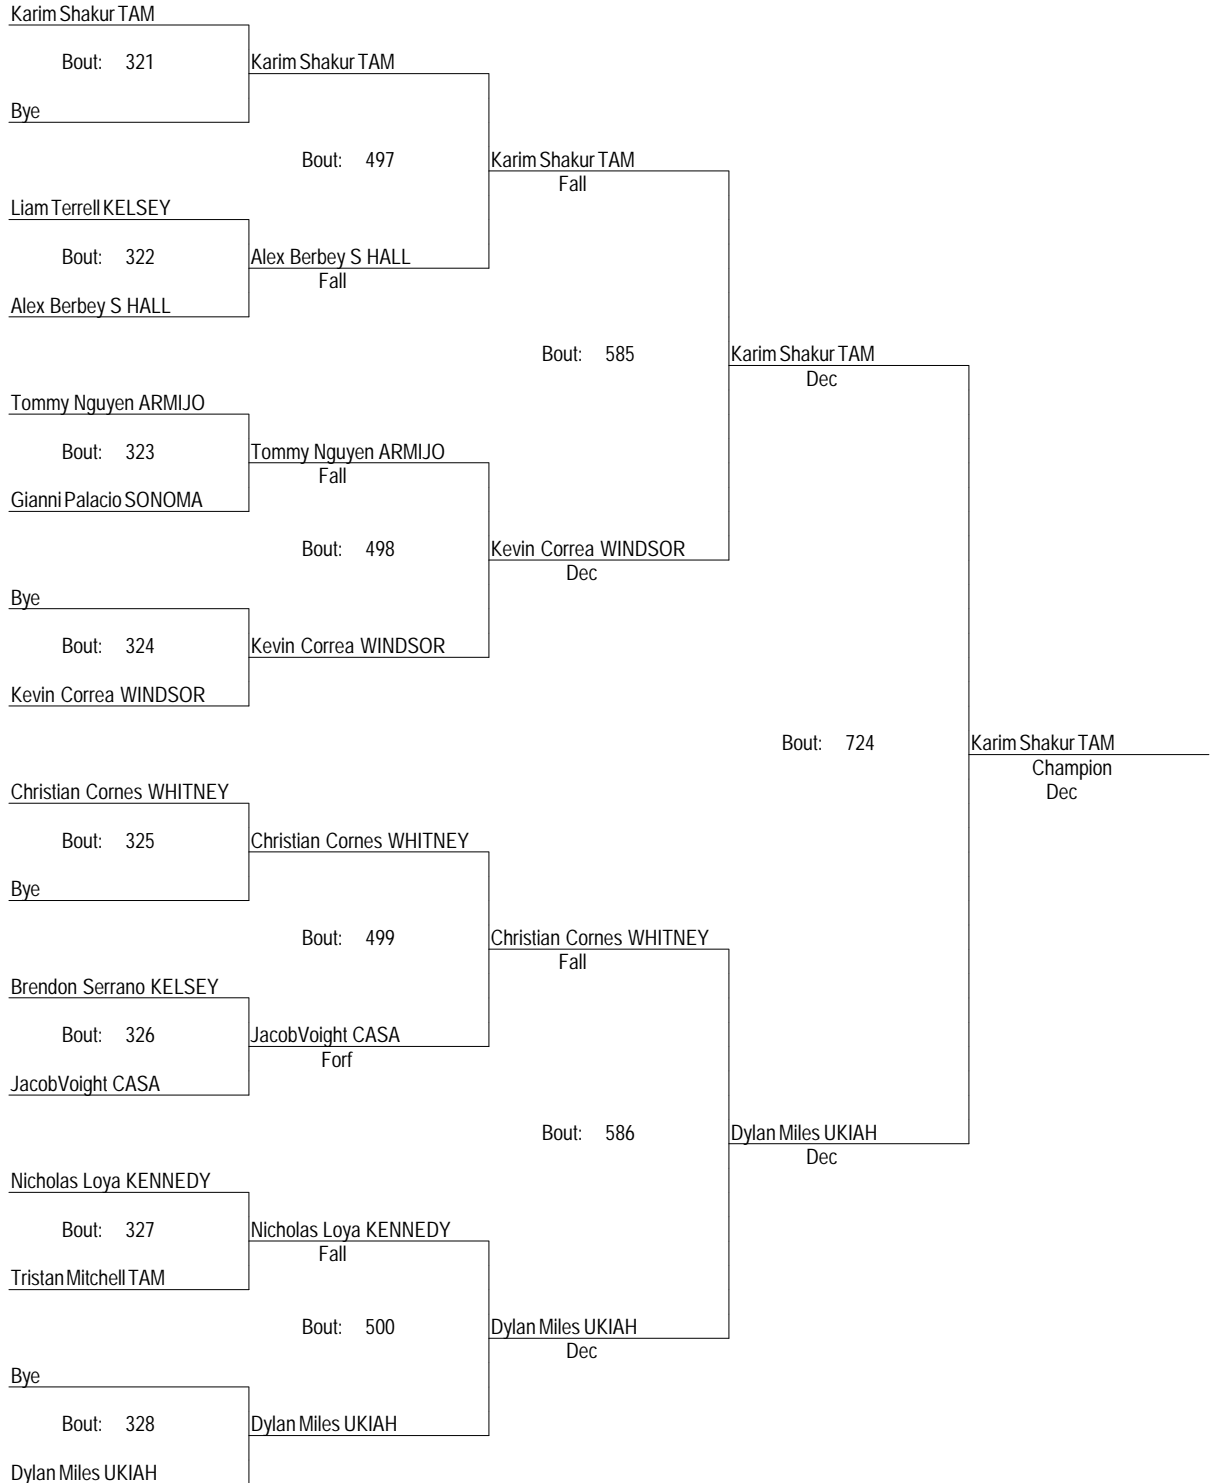 Karim Shakur TAM
Bout: 321 Karim Shakur TAM
Bye
Bout: 497 Karim Shakur TAM
Fall
Liam Terrell KELSEY
Bout: 322 Alex Berbey S HALL
Fall
Alex Berbey S HALL
Bout: 585 Karim Shakur TAM
Dec
Tommy Nguyen ARMIJO
Bout: 323 Tommy Nguyen ARMIJO
Fall
Gianni Palacio SONOMA
Bout: 498 Kevin Correa WINDSOR
Dec
Bye
Bout: 324 Kevin Correa WINDSOR
Kevin Correa WINDSOR
Bout: 724 Karim Shakur TAM
Champion
Dec
Christian Cornes WHITNEY
Bout: 325 Christian Cornes WHITNEY
Bye
Bout: 499 Christian Cornes WHITNEY
Fall
Brendon Serrano KELSEY
Bout: 326 JacobVoight CASA
Forf
JacobVoight CASA
Bout: 586 Dylan Miles UKIAH
Dec
Nicholas Loya KENNEDY
Bout: 327 Nicholas Loya KENNEDY
Fall
Tristan Mitchell TAM
Bout: 500 Dylan Miles UKIAH
Dec
Bye
Bout: 328 Dylan Miles UKIAH
Dylan Miles UKIAH